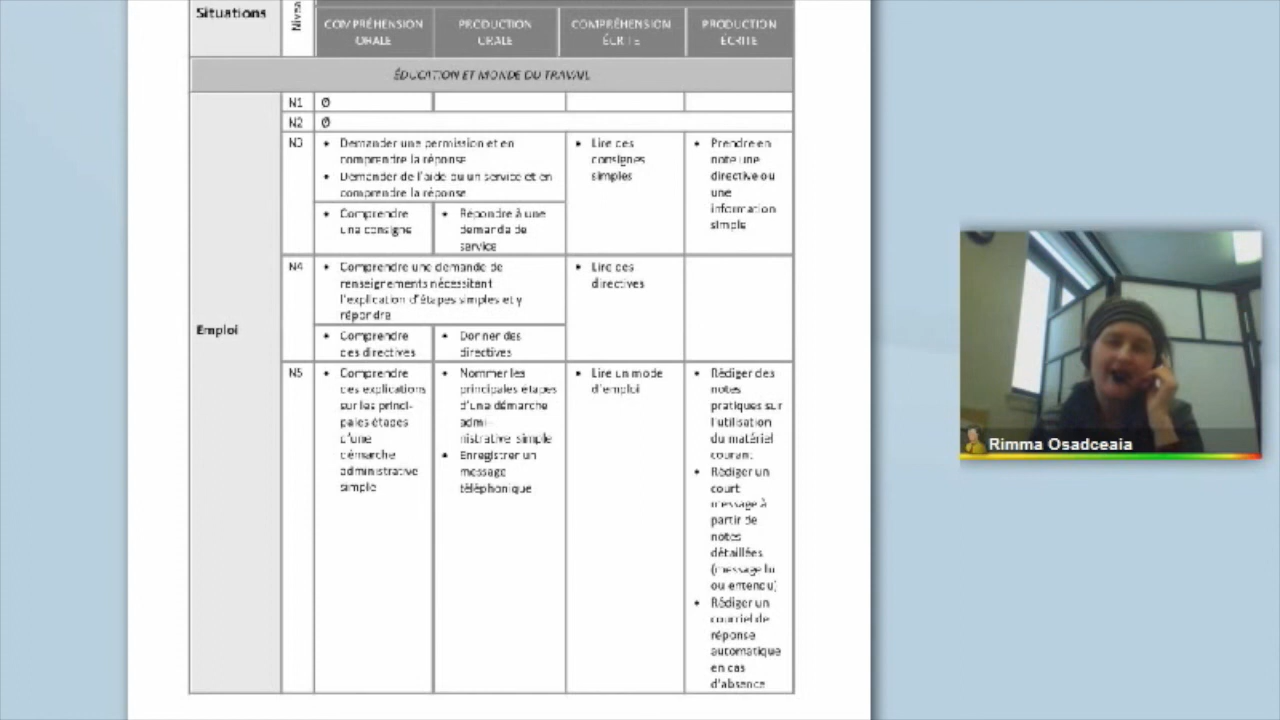 Situations
Nivea
COMPRÉHENSION
ORALE
PRODUCTION
ORALE
COMPRÉHENSION
ÉCRITE
PRODUCTION
ÉCRITE
ÉDUCATION ET MONDE DU TRAVAIL
Emploi
N1
Ø
N2
Ø
N3
• Demander une permission et en
comprendre la réponse
• Demander de l'aide ou un service et en
comprendre la réponse
• Comprendre
une consigne
• Répondre à une
demande de
service
• Lire des
consignes
simples
• Prendre en
note une
directive ou
une
information
simple
N4
• Comprendre une demande de
renseignements nécessitant
l'explication d'étapes simples et y
répondre
• Comprendre
des directives
• Donner des
directives
• Lire des
directives
N5
• Comprendre
des explications
sur les princi-
pales étapes
d'une
démarche
administrative
simple
• Nommer les
principales étapes
d'une démarche
admi-
nistrative simple
• Enregistrer un
message
téléphonique
• Lire un mode
d'emploi
• Rédiger des
notes
pratiques sur
l'utilisation
du matériel
courant
• Rédiger un
court
message à
partir de
notes
détaillées
(message lu
ou entendu)
• Rédiger un
courriel de
réponse
automatique
en cas
d'absence
Rimma Osadceaia